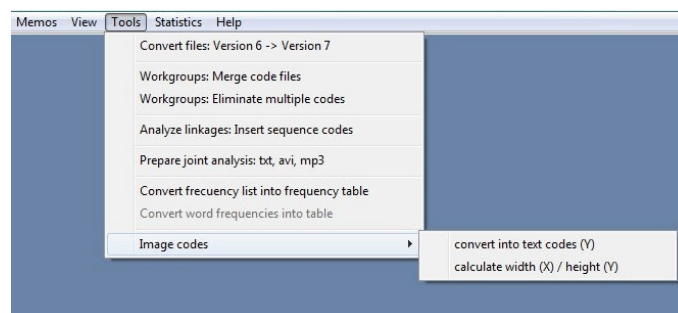 Memos View Tools Statistics Help
Convert files: Version 6 -> Version 7
Workgroups: Merge code files
Workgroups: Eliminate multiple codes
Analyze linkages: Insert sequence codes
Prepare joint analysis: txt, avi, mp3
Convert frecuency list into frequency table
Convert word frequencies into table
Image codes
convert into text codes (Y)
calculate width (X) / height (Y)